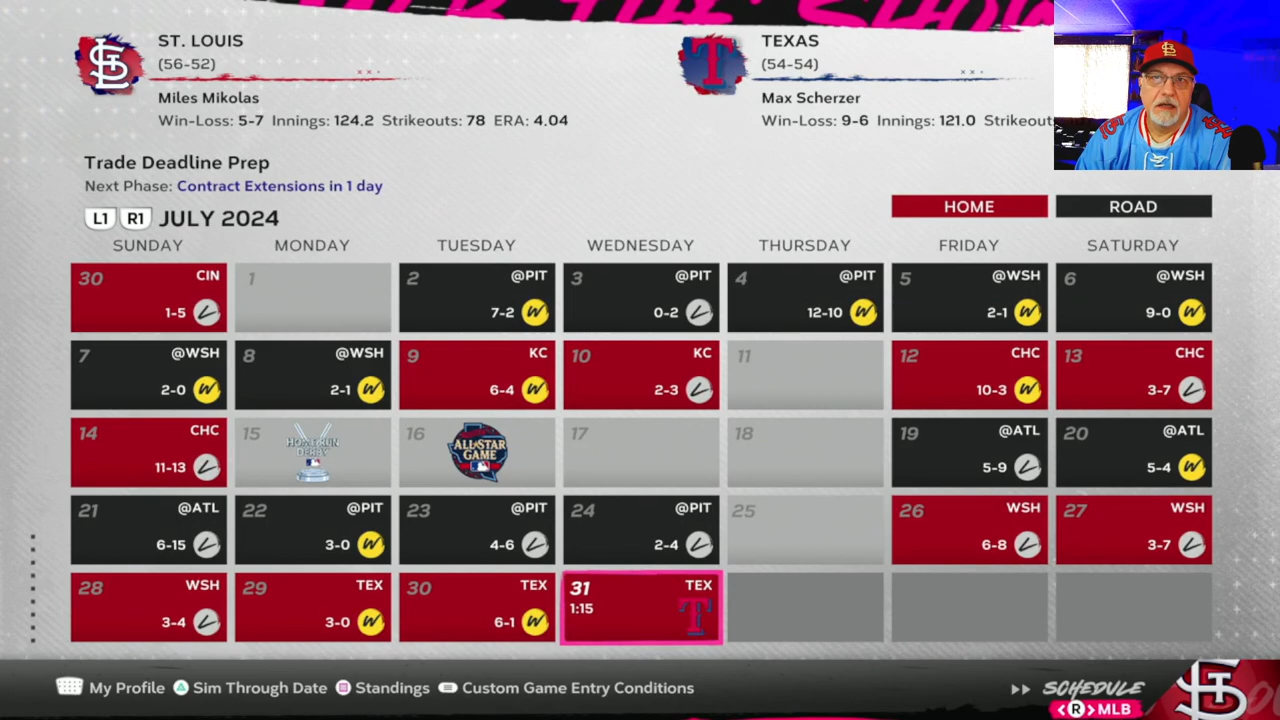 ST. LOUIS
(56-52)
Miles Mikolas
Win-Loss: 5-7 Innings: 124.2 Strikeouts: 78 ERA: 4.04
TEXAS
(54-54)
Max Scherzer
Win-Loss: 9-6 Innings: 121.0 Strikeout
Trade Deadline Prep
Next Phase: Contract Extensions in 1 day
L1 R1 JULY 2024
HOME ROAD
SUNDAY MONDAY TUESDAY WEDNESDAY THURSDAY FRIDAY SATURDAY
30 CIN 1 2 @PIT 3 @PIT 4 @PIT 5 @WSH 6 @WSH
1-5 L 7-2 W 0-2 L 12-10 W 2-1 W 9-0 W
7 @WSH 8 @WSH 9 KC 10 KC 11 12 CHC 13 CHC
2-0 W 2-1 W 6-4 W 2-3 L 10-3 W 3-7 L
14 CHC 15 HOME RUN DERBY 16 ALL-STAR GAME 17 18 19 @ATL 20 @ATL
11-13 L 5-9 L 5-4 W
21 @ATL 22 @PIT 23 @PIT 24 @PIT 25 26 WSH 27 WSH
6-15 L 3-0 W 4-6 L 2-4 L 6-8 L 3-7 L
28 WSH 29 TEX 30 TEX 31 TEX
3-4 L 3-0 W 6-1 W 1:15 T
My Profile Sim Through Date Standings Custom Game Entry Conditions
SCHEDULE
R MLB